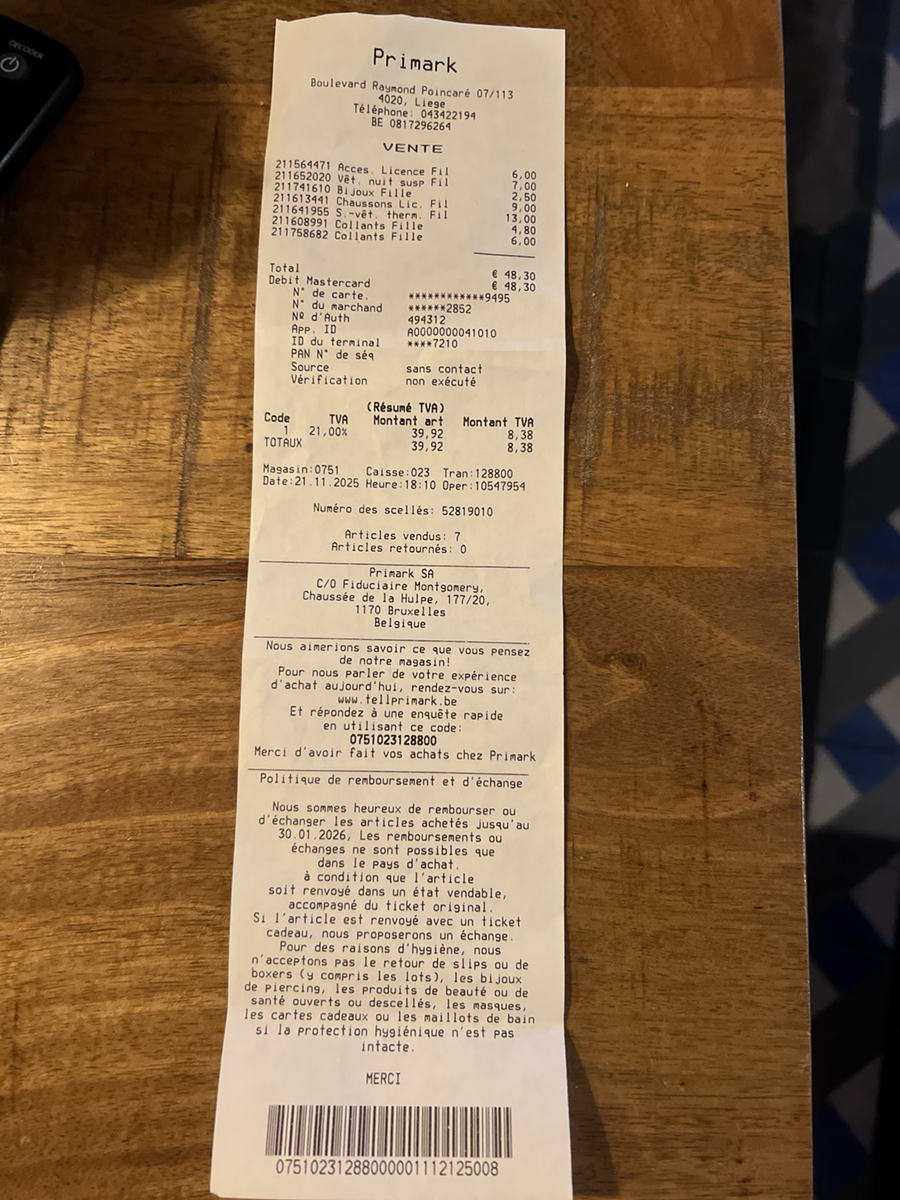 DECODER
Primark
Boulevard Raymond Poincaré 07/113
4020, Liege
Téléphone: 043422194
BE 0817296264
VENTE
211564471 Acces. Licence Fil 6,00
211652020 Vêt. nuit susp Fil 7,00
211741610 Bijoux Fille 2,50
211613441 Chaussons Lic. Fil 9,00
211641955 S.-vêt. therm. Fil 13,00
211608991 Collants Fille 4,80
211758682 Collants Fille 6,00
Total € 48,30
Debit Mastercard € 48,30
N° de carte. ************9495
N° du marchand ******2852
Nº d'Auth 494312
App. ID A0000000041010
ID du terminal ****7210
PAN N° de séq
Source sans contact
Vérification non exécuté
(Résumé TVA)
Code TVA Montant art Montant TVA
1 21,00% 39,92 8,38
TOTAUX 39,92 8,38
Magasin:0751 Caisse:023 Tran:128800
Date:21.11.2025 Heure:18:10 Oper:10547954
Numéro des scellés: 52819010
Articles vendus: 7
Articles retournés: 0
Primark SA
C/O Fiduciaire Montgomery,
Chaussée de la Hulpe, 177/20,
1170 Bruxelles
Belgique
Nous aimerions savoir ce que vous pensez
de notre magasin!
Pour nous parler de votre expérience
d'achat aujourd'hui, rendez-vous sur:
www.tellprimark.be
Et répondez à une enquête rapide
en utilisant ce code:
0751023128800
Merci d'avoir fait vos achats chez Primark
Politique de remboursement et d'échange
Nous sommes heureux de rembourser ou
d'échanger les articles achetés jusqu'au
30.01.2026, Les remboursements ou
échanges ne sont possibles que
dans le pays d'achat.
à condition que l'article
soit renvoyé dans un état vendable,
accompagné du ticket original.
Si l'article est renvoyé avec un ticket
cadeau, nous proposerons un échange.
Pour des raisons d'hygiène, nous
n'acceptons pas le retour de slips ou de
boxers (y compris les lots), les bijoux
de piercing, les produits de beauté ou de
santé ouverts ou descellés, les masques,
les cartes cadeaux ou les maillots de bain
si la protection hygiénique n'est pas
intacte.
MERCI
07510231288000001112125008